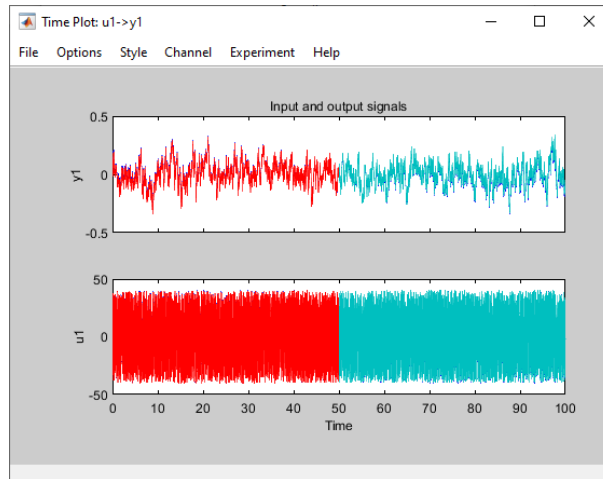 Time Plot: u1->y1
File Options Style Channel Experiment Help
Input and output signals
0.5
0
-0.5
y1
50
0
-50
u1
0 10 20 30 40 50 60 70 80 90 100
Time